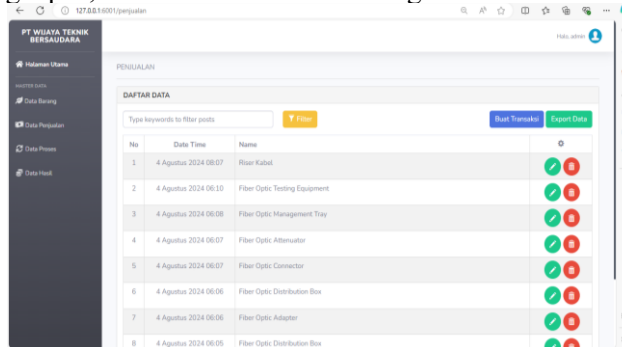 127.0.0.1:6001/penjualan
PT WIJAYA TEKNIK
BERSAUDARA
Halo, admin
Halaman Utama
PENJUALAN
MASTER DATA
Data Barang
Data Penjualan
Data Proses
Data Hasil
DAFTAR DATA
Type keywords to filter posts
Filter
Buat Transaksi
Export Data
No Date Time Name
1 4 Agustus 2024 08:07 Riser Kabel
2 4 Agustus 2024 06:10 Fiber Optic Testing Equipment
3 4 Agustus 2024 06:08 Fiber Optic Management Tray
4 4 Agustus 2024 06:07 Fiber Optic Attenuator
5 4 Agustus 2024 06:07 Fiber Optic Connector
6 4 Agustus 2024 06:06 Fiber Optic Distribution Box
7 4 Agustus 2024 06:06 Fiber Optic Adapter
8 4 Agustus 2024 06:05 Fiber Optic Distribution Box